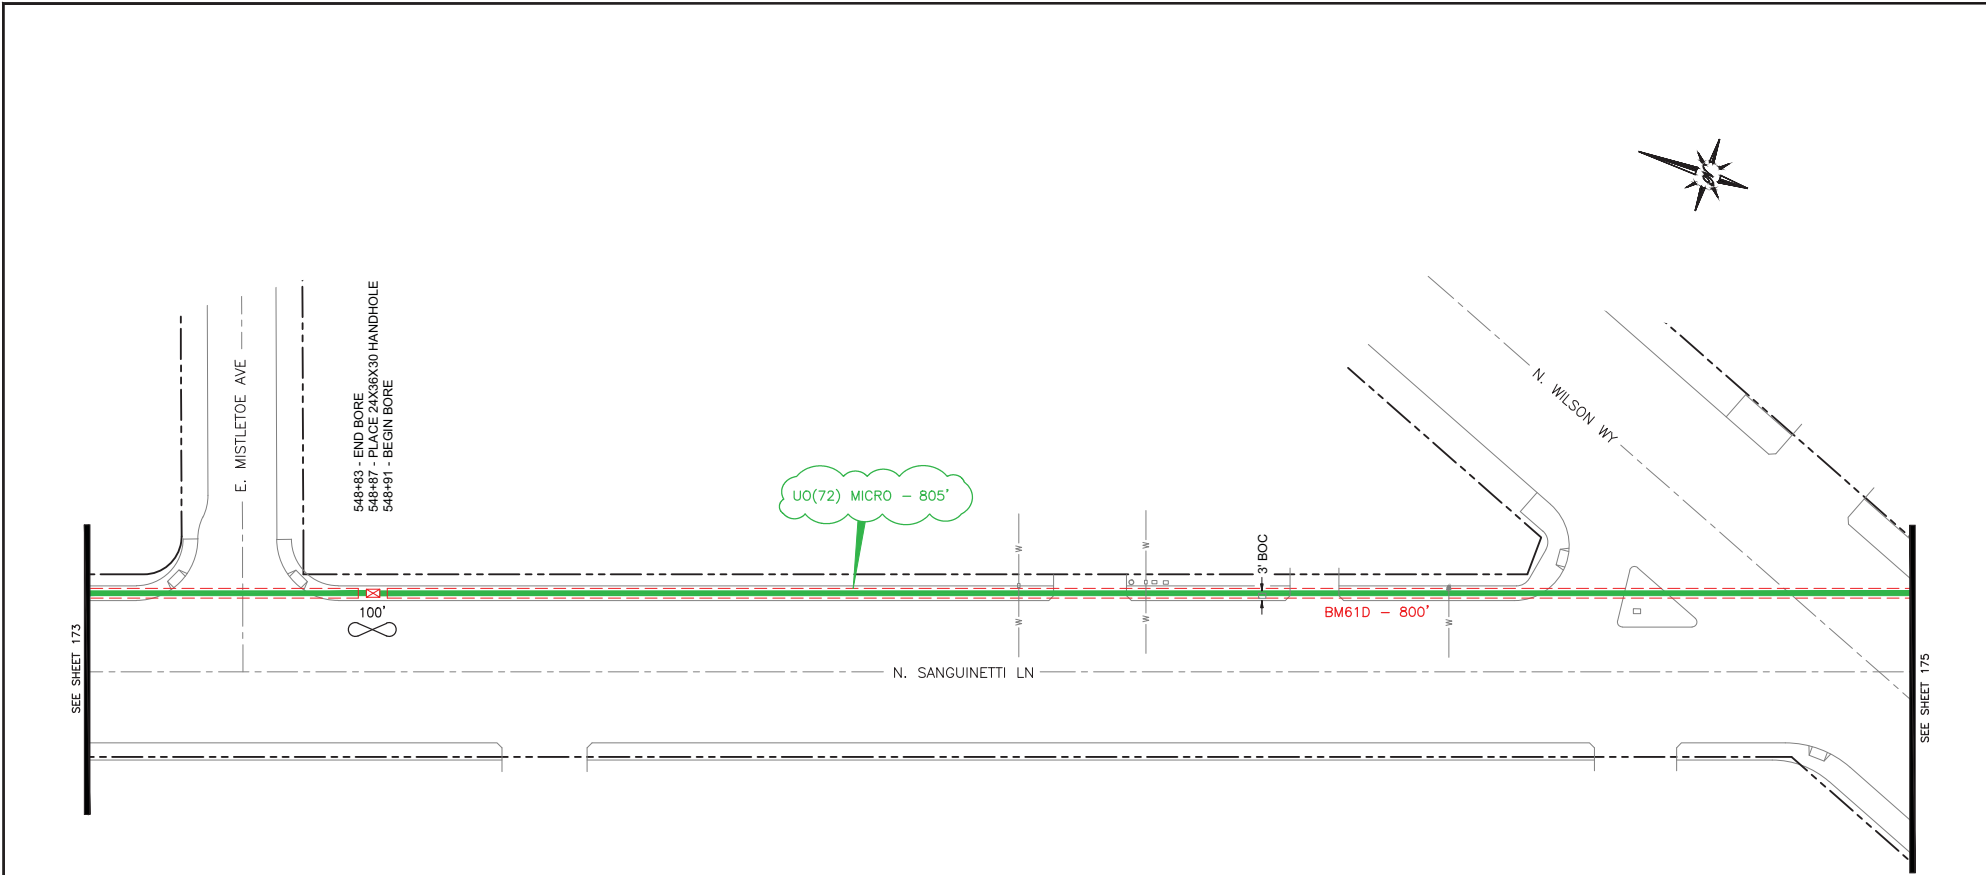 E. MISTLETOE AVE
548+83 - END BORE
548+87 - PLACE 24X36X30 HANDHOLE
548+91 - BEGIN BORE
UO(72) MICRO - 805'
N. WILSON WY
W
W
3' BOC
100'
BM61D - 800'
W
W
W
SEE SHEET 173
N. SANGUINETTI LN
SEE SHEET 175